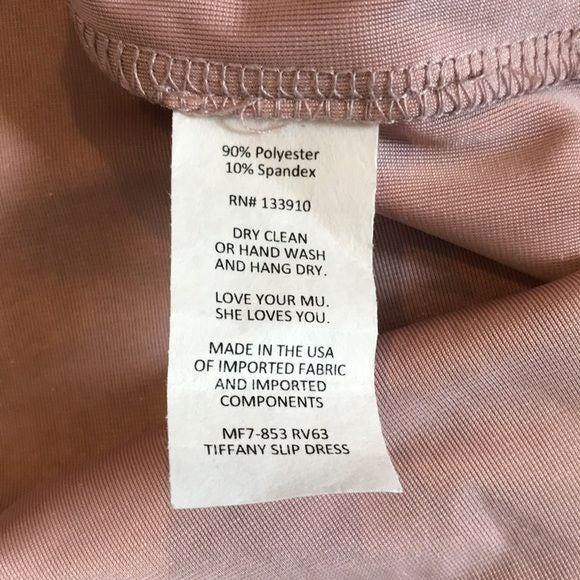 90% Polyester
10% Spandex
RN# 133910
DRY CLEAN
OR HAND WASH
AND HANG DRY.
LOVE YOUR MU.
SHE LOVES YOU.
MADE IN THE USA
OF IMPORTED FABRIC
AND IMPORTED
COMPONENTS
MF7-853 RV63
TIFFANY SLIP DRESS